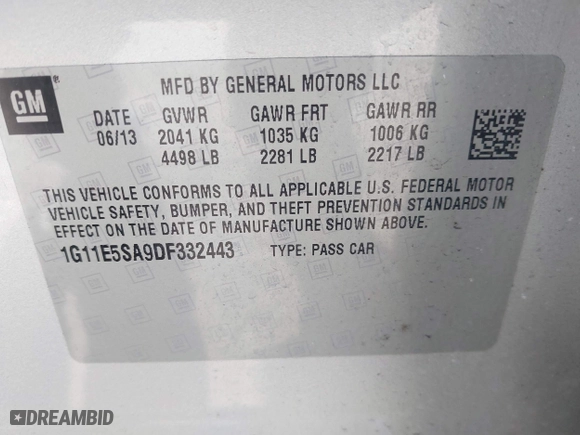 GM
MFD BY GENERAL MOTORS LLC
DATE GVWR GAWR FRT GAWR RR
06/13 2041 KG 1035 KG 1006 KG
4498 LB 2281 LB 2217 LB
THIS VEHICLE CONFORMS TO ALL APPLICABLE U.S. FEDERAL MOTOR
VEHICLE SAFETY, BUMPER, AND THEFT PREVENTION STANDARDS IN
EFFECT ON THE DATE OF MANUFACTURE SHOWN ABOVE.
1G11E5SA9DF332443 TYPE: PASS CAR
DREAMBID